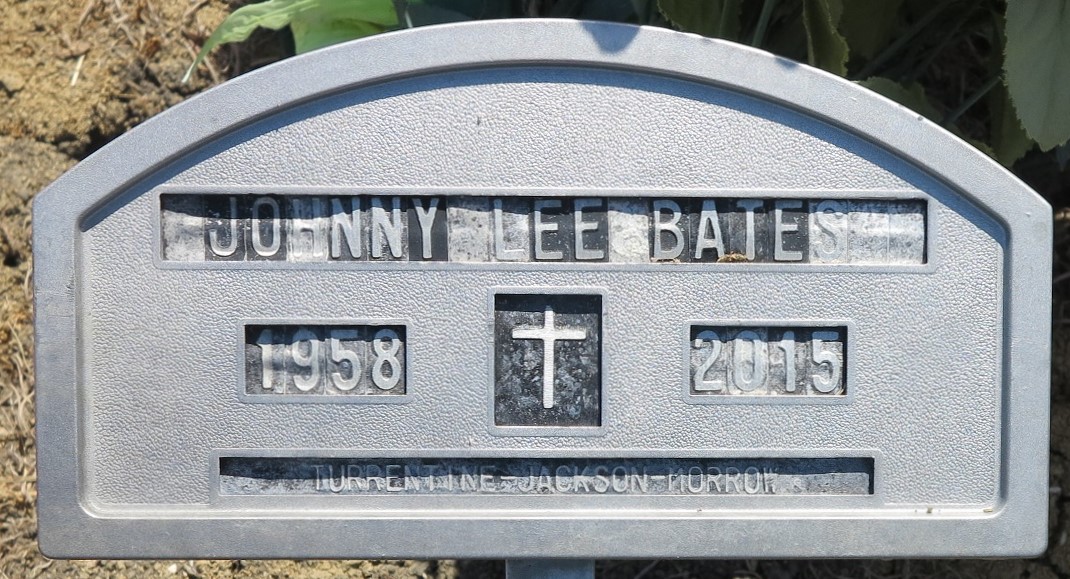 JOHNNY LEE BATES
1958 2015
TURRENTINE-JACKSON-MORROW